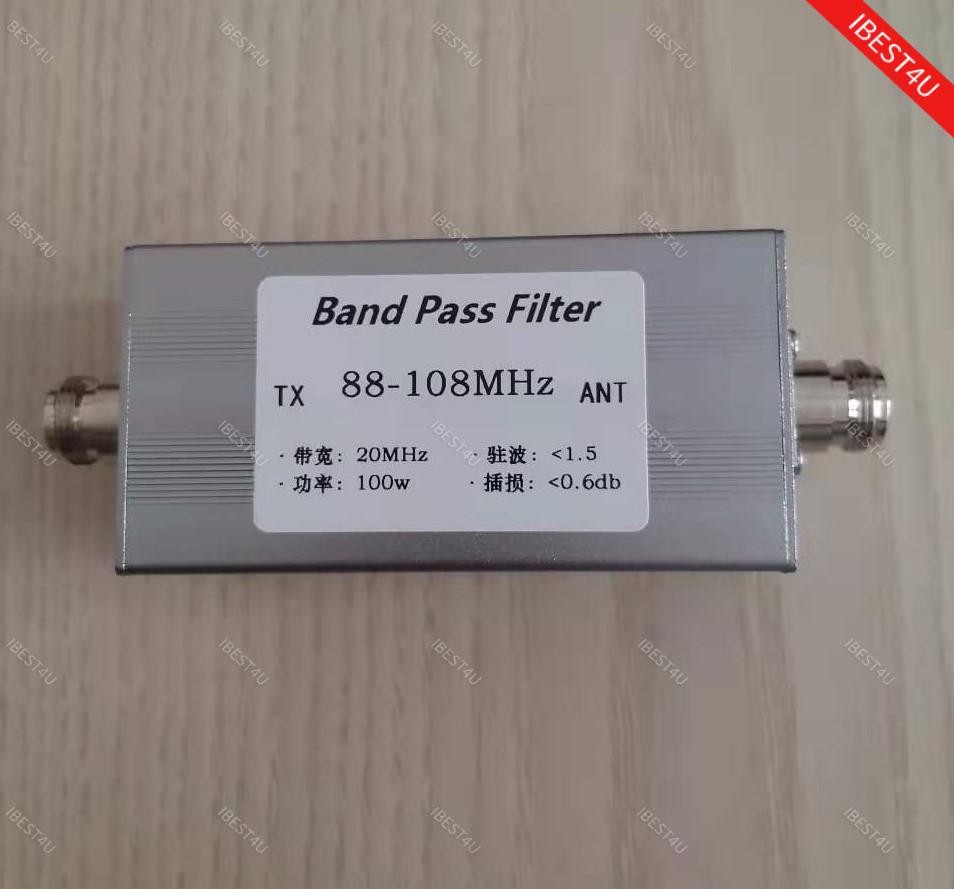 IBEST4U
Band Pass Filter
TX 88-108MHz ANT
· 带宽: 20MHz · 驻波: <1.5
· 功率: 100w · 插损: <0.6db